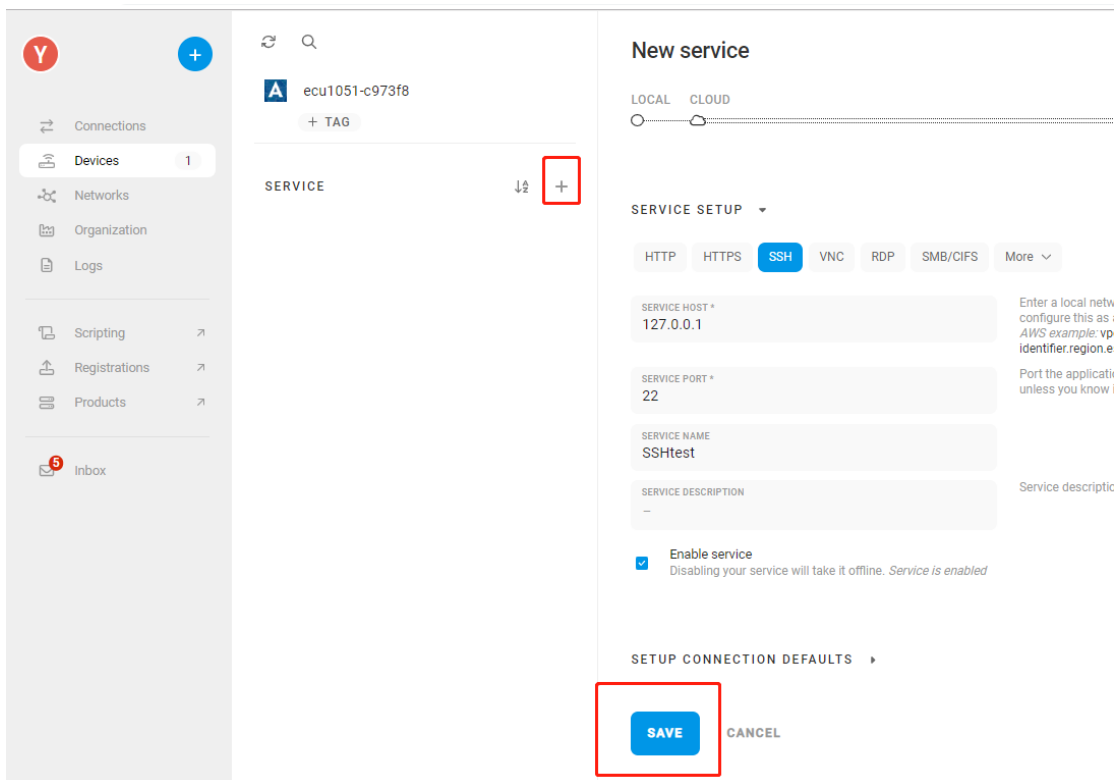 Y
+
Connections
Devices 1
Networks
Organization
Logs
Scripting
Registrations
Products
5
Inbox
A ecu1051-c973f8
+ TAG
SERVICE
New service
LOCAL CLOUD
SERVICE SETUP
HTTP HTTPS SSH VNC RDP SMB/CIFS More
SERVICE HOST *
127.0.0.1
Enter a local netw
configure this as a
AWS example: vp
identifier.region.e
SERVICE PORT *
22
Port the applicatio
unless you know
SERVICE NAME
SSHtest
SERVICE DESCRIPTION
–
Service descriptio
Enable service
Disabling your service will take it offline. Service is enabled
SETUP CONNECTION DEFAULTS
SAVE CANCEL